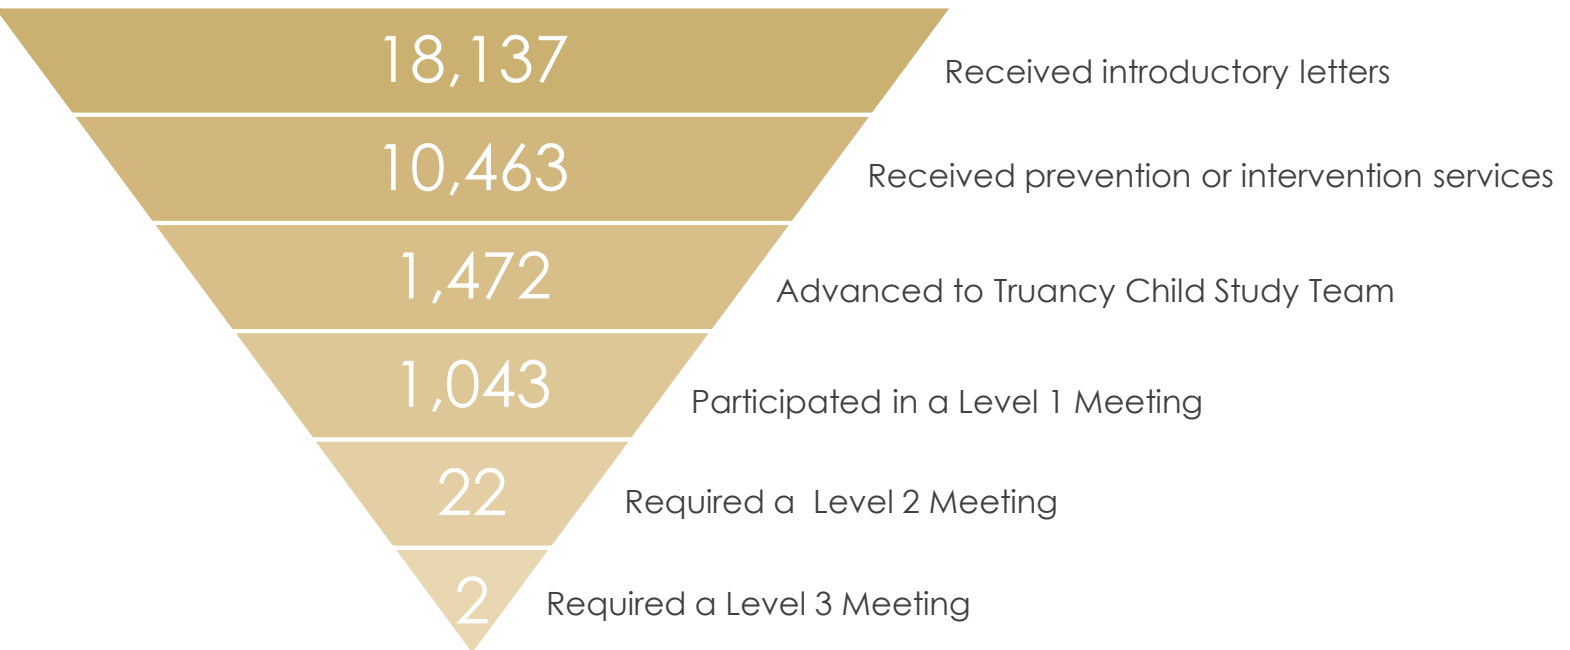 18,137
Received introductory letters
10,463
Received prevention or intervention services
1,472
Advanced to Truancy Child Study Team
1,043
Participated in a Level 1 Meeting
22
Required a  Level 2 Meeting
2
Required a Level 3 Meeting